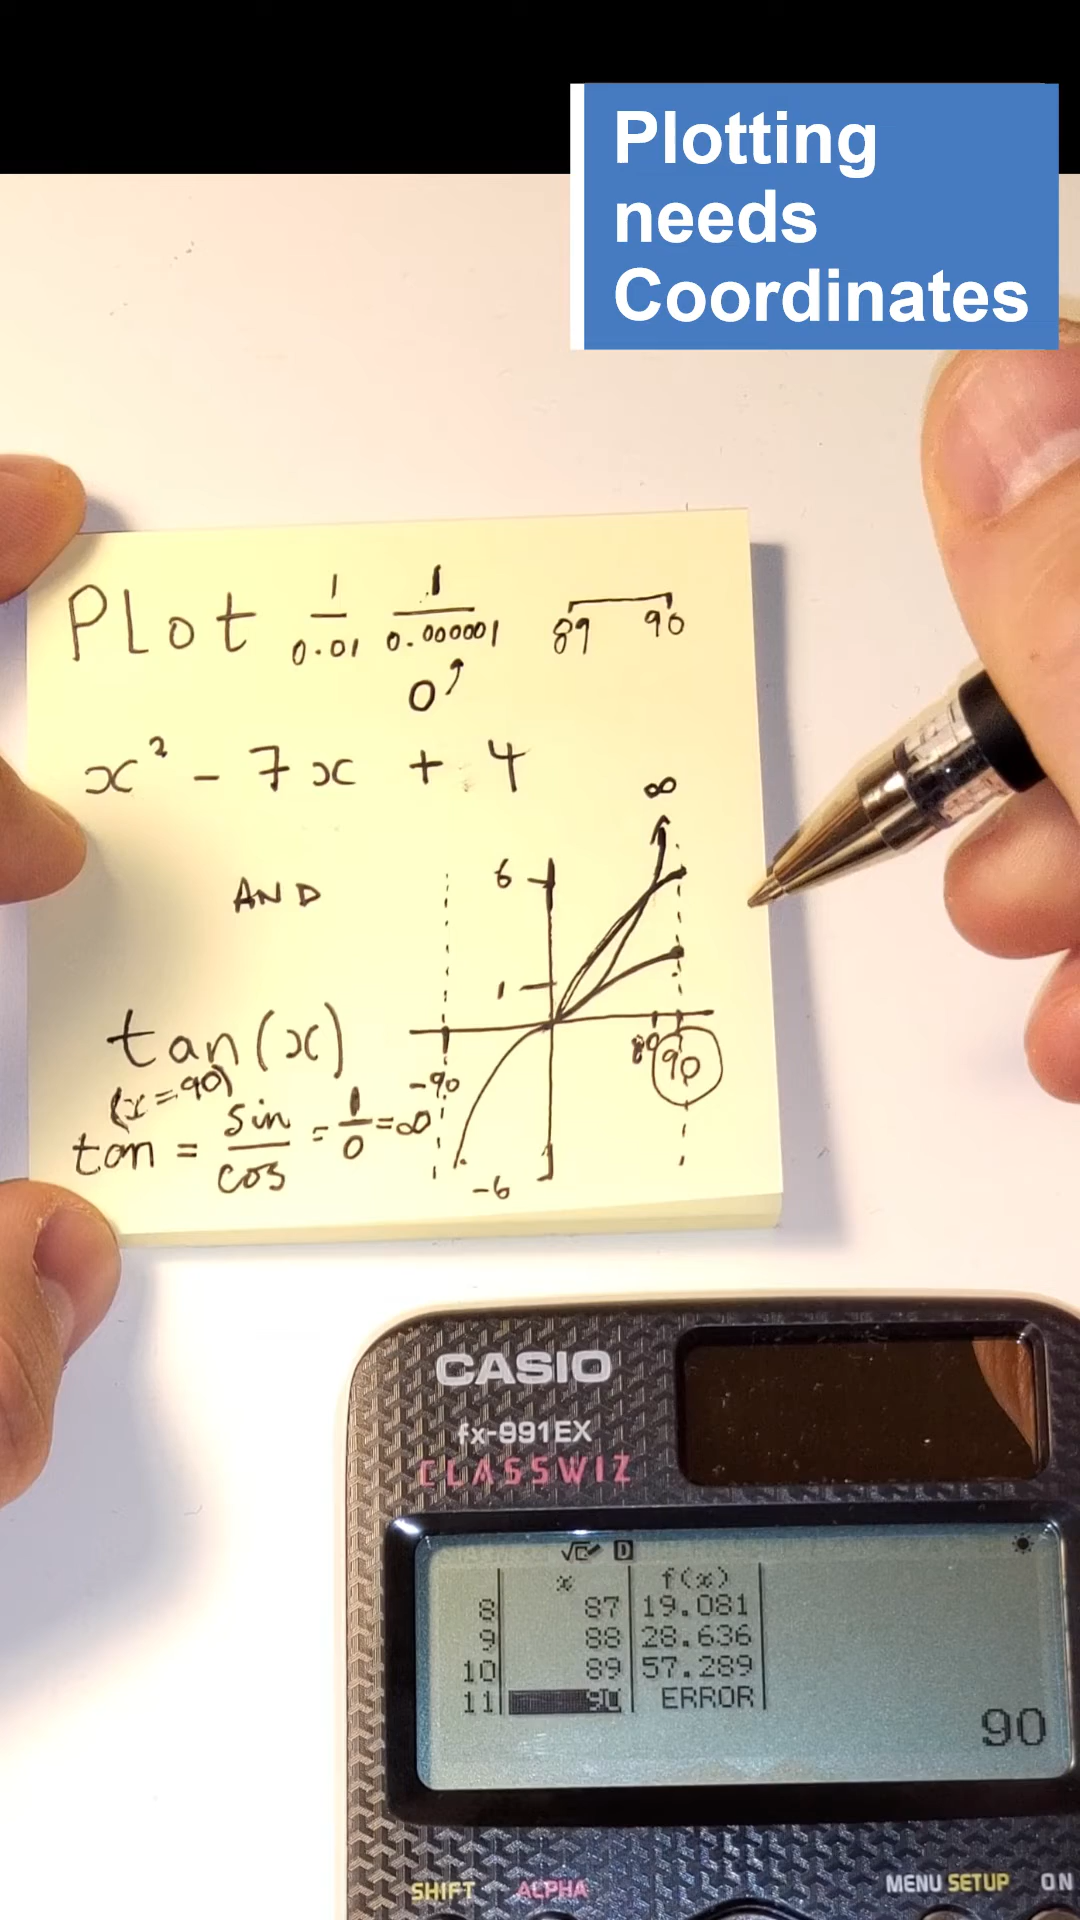 Plotting
needs
Coordinates
PLot 1/0.01 1/0.000001 89 90
0
x² - 7x + 4
∞
6
AND
1
tan(x)
89 90
(x=90)
-90
tan = sin/cos = 1/0 = ∞
-6
CASIO
fx-991EX
CLASSWIZ
√ D
x f(x)
8 87 19.081
9 88 28.636
10 89 57.289
11 90 ERROR
90
SHIFT ALPHA MENU SETUP ON